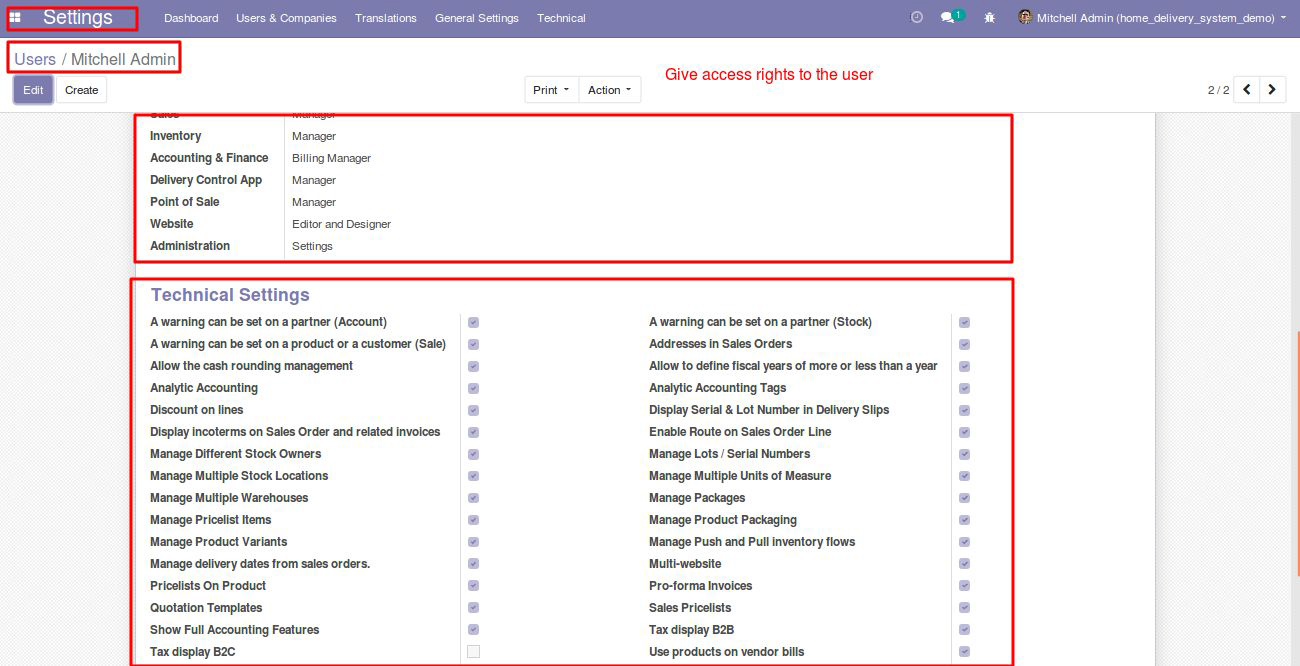 Settings Dashboard Users & Companies Translations General Settings Technical 1 Mitchell Admin (home_delivery_system_demo)
Users / Mitchell Admin
Give access rights to the user
Edit Create Print Action 2 / 2
Sales Manager
Inventory Manager
Accounting & Finance Billing Manager
Delivery Control App Manager
Point of Sale Manager
Website Editor and Designer
Administration Settings
Technical Settings
A warning can be set on a partner (Account) A warning can be set on a partner (Stock)
A warning can be set on a product or a customer (Sale) Addresses in Sales Orders
Allow the cash rounding management Allow to define fiscal years of more or less than a year
Analytic Accounting Analytic Accounting Tags
Discount on lines Display Serial & Lot Number in Delivery Slips
Display incoterms on Sales Order and related invoices Enable Route on Sales Order Line
Manage Different Stock Owners Manage Lots / Serial Numbers
Manage Multiple Stock Locations Manage Multiple Units of Measure
Manage Multiple Warehouses Manage Packages
Manage Pricelist Items Manage Product Packaging
Manage Product Variants Manage Push and Pull inventory flows
Manage delivery dates from sales orders. Multi-website
Pricelists On Product Pro-forma Invoices
Quotation Templates Sales Pricelists
Show Full Accounting Features Tax display B2B
Tax display B2C Use products on vendor bills